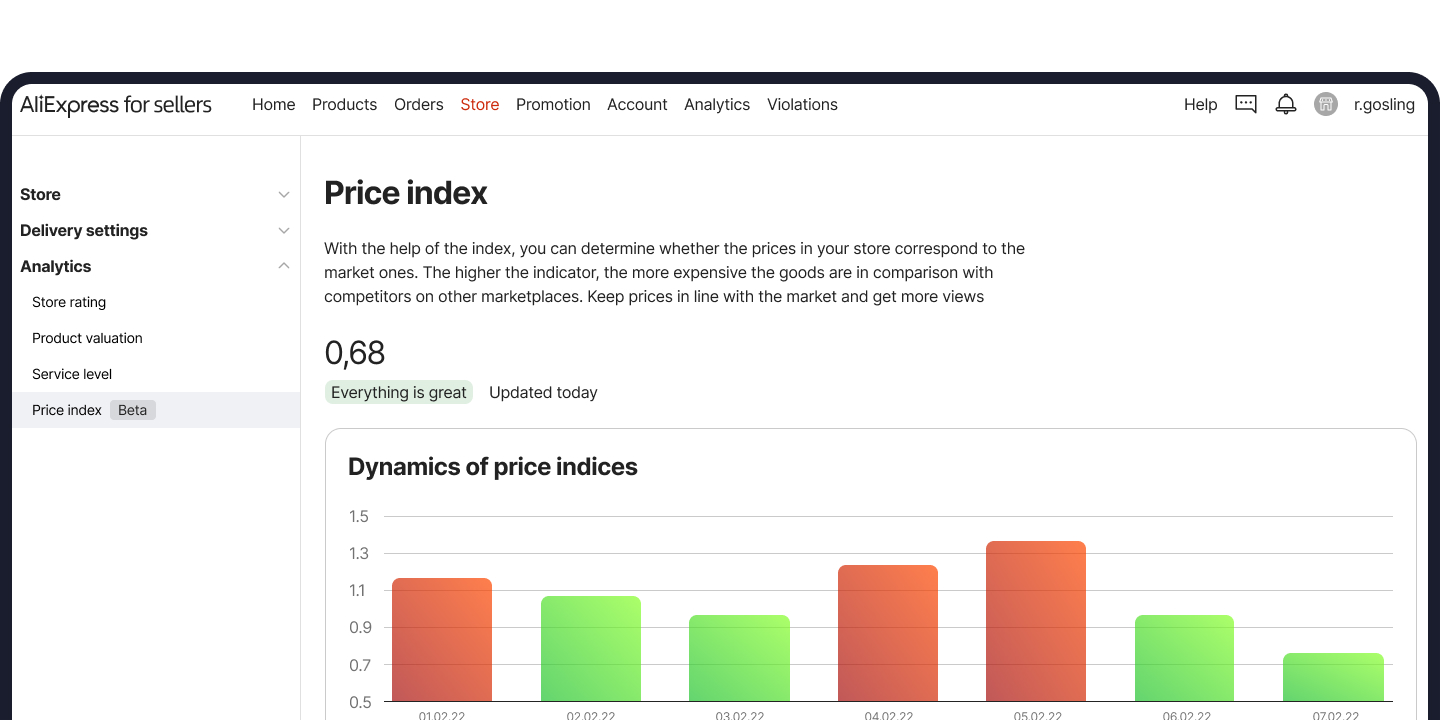 AliExpress for sellers
Home Products Orders Store Promotion Account Analytics Violations
Help r.gosling
Store
Delivery settings
Analytics
Store rating
Product valuation
Service level
Price index Beta
Price index
With the help of the index, you can determine whether the prices in your store correspond to the
market ones. The higher the indicator, the more expensive the goods are in comparison with
competitors on other marketplaces. Keep prices in line with the market and get more views
0,68
Everything is great Updated today
Dynamics of price indices
1.5
1.3
1.1
0.9
0.7
0.5
01.02.22 02.02.22 03.02.22 04.02.22 05.02.22 06.02.22 07.02.22